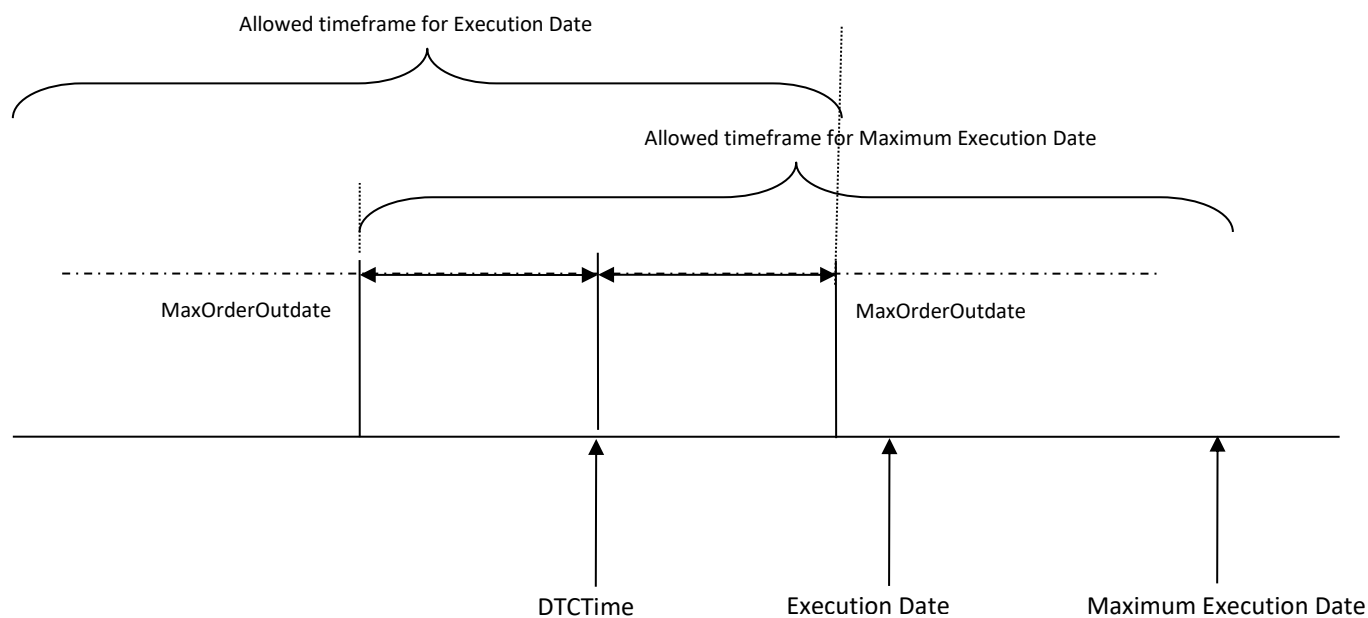 Allowed timeframe for Execution Date
Allowed timeframe for Maximum Execution Date
MaxOrderOutdate
MaxOrderOutdate
DTCTime
Execution Date
Maximum Execution Date